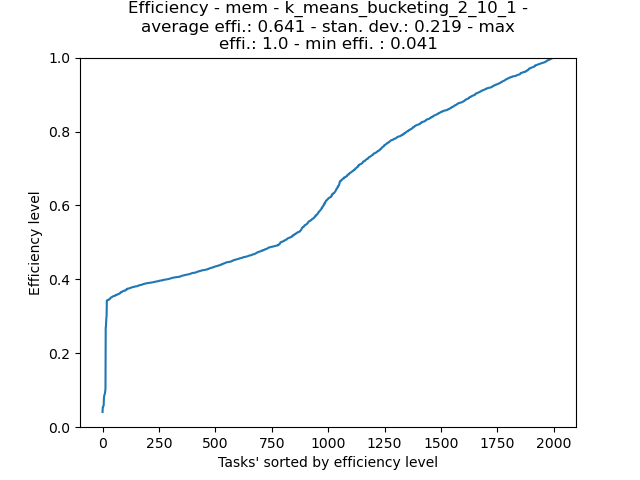 Efficiency - mem - k_means_bucketing_2_10_1 -
average effi.: 0.641 - stan. dev.: 0.219 - max
effi.: 1.0 - min effi. : 0.041
1.0
0.8
0.6
0.4
0.2
0.0
Efficiency level
0 250 500 750 1000 1250 1500 1750 2000
Tasks' sorted by efficiency level